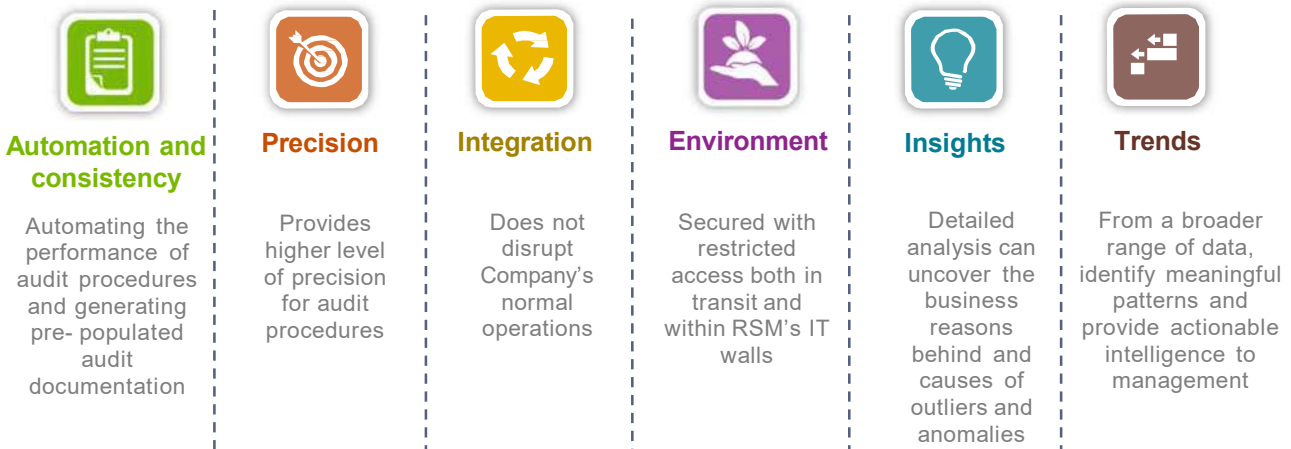 Automation and
consistency
Automating the
performance of
audit procedures
and generating
pre- populated
audit
documentation
Precision
Provides
higher level
of precision
for audit
procedures
Integration
Does not
disrupt
Company’s
normal
operations
Environment
Secured with
restricted
access both in
transit and
within RSM’s IT
walls
Insights
Detailed
analysis can
uncover the
business
reasons
behind and
causes of
outliers and
anomalies
Trends
From a broader
range of data,
identify meaningful
patterns and
provide actionable
intelligence to
management